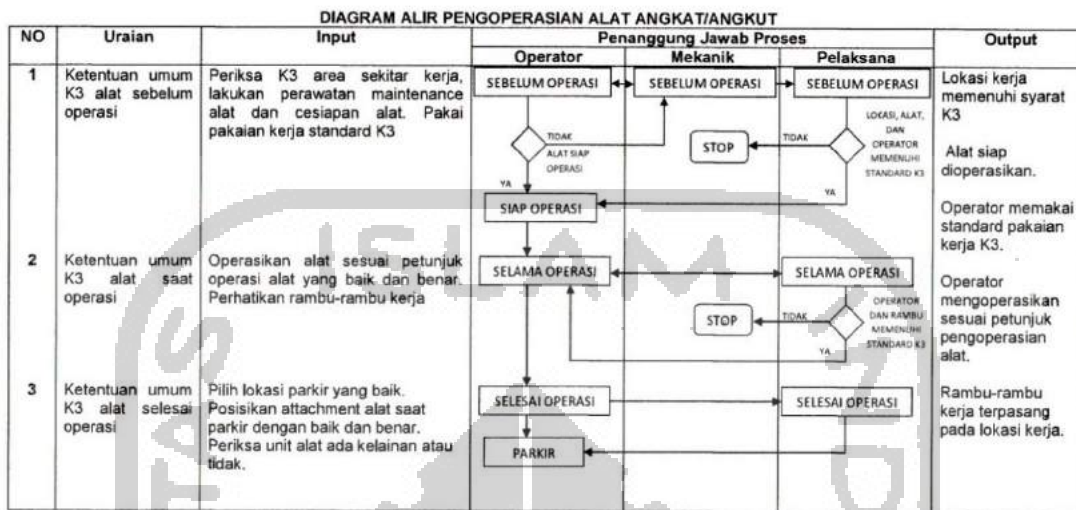 DIAGRAM ALIR PENGOPERASIAN ALAT ANGKAT/ANGKUT
NO
Uraian
Input
Penanggung Jawab Proses
Output
Operator
Mekanik
Pelaksana
1
Ketentuan umum
K3 alat sebelum
operasi
Periksa K3 area sekitar kerja,
lakukan perawatan maintenance
alat dan cesiapan alat. Pakai
pakaian kerja standard K3
SEBELUM OPERASI
SEBELUM OPERASI
SEBELUM OPERASI
TIDAK
ALAT SIAP
OPERASI
YA
STOP
TIDAK
LOKASI, ALAT,
DAN
OPERATOR
MEMENUHI
STANDARD K3
YA
SIAP OPERASI
Lokasi kerja
memenuhi syarat
K3
Alat siap
dioperasikan.
Operator memakai
standard pakaian
kerja K3.
2
Ketentuan umum
K3 alat saat
operasi
Operasikan alat sesuai petunjuk
operasi alat yang baik dan benar.
Perhatikan rambu-rambu kerja
SELAMA OPERASI
SELAMA OPERASI
STOP
TIDAK
OPERATOR
DAN RAMBU
MEMENUHI
STANDARD K3
YA
Operator
mengoperasikan
sesuai petunjuk
pengoperasian
alat.
3
Ketentuan umum
K3 alat selesai
operasi
Pilih lokasi parkir yang baik.
Posisikan attachment alat saat
parkir dengan baik dan benar.
Periksa unit alat ada kelainan atau
tidak.
SELESAI OPERASI
SELESAI OPERASI
PARKIR
Rambu-rambu
kerja terpasang
pada lokasi kerja.
ISLAM
TAS